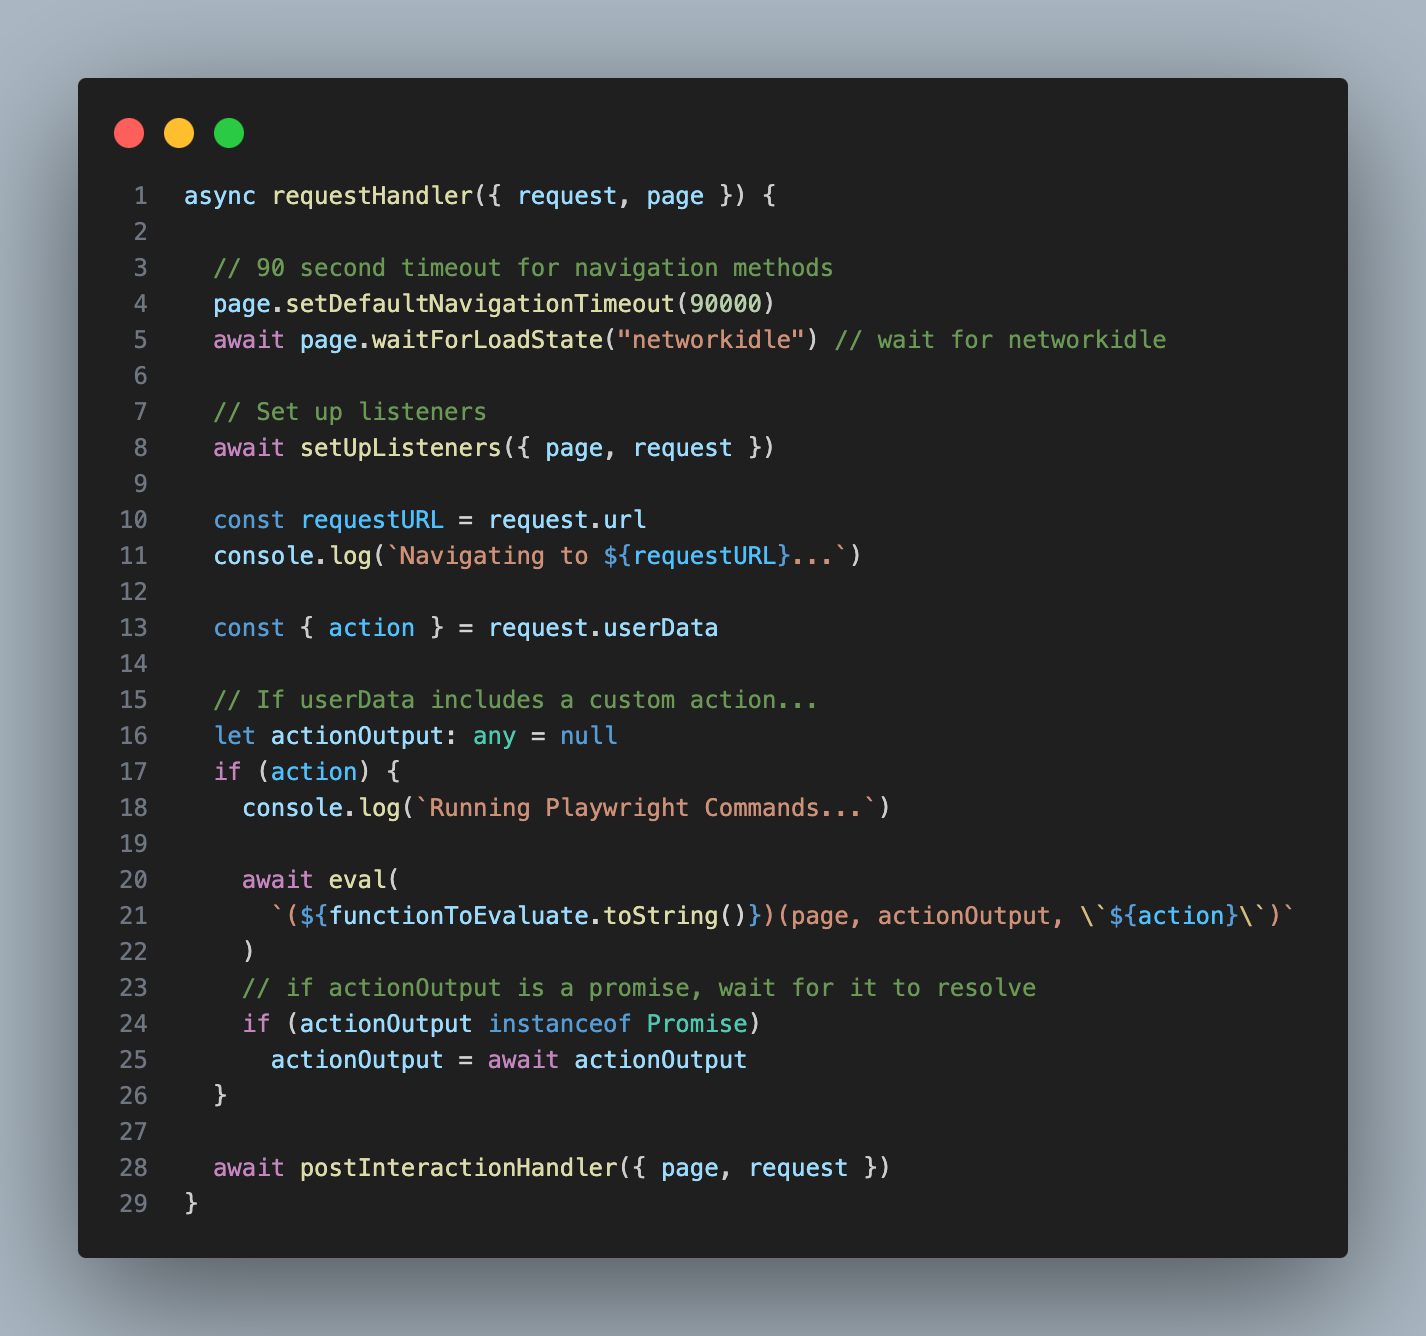 1 async requestHandler({ request, page }) {
2
3 // 90 second timeout for navigation methods
4 page.setDefaultNavigationTimeout(90000)
5 await page.waitForLoadState("networkidle") // wait for networkidle
6
7 // Set up listeners
8 await setUpListeners({ page, request })
9
10 const requestURL = request.url
11 console.log(`Navigating to ${requestURL}...`)
12
13 const { action } = request.userData
14
15 // If userData includes a custom action...
16 let actionOutput: any = null
17 if (action) {
18 console.log(`Running Playwright Commands...`)
19
20 await eval(
21 `(${functionToEvaluate.toString()})(page, actionOutput, \`${action}\`)`
22 )
23 // if actionOutput is a promise, wait for it to resolve
24 if (actionOutput instanceof Promise)
25 actionOutput = await actionOutput
26 }
27
28 await postInteractionHandler({ page, request })
29 }